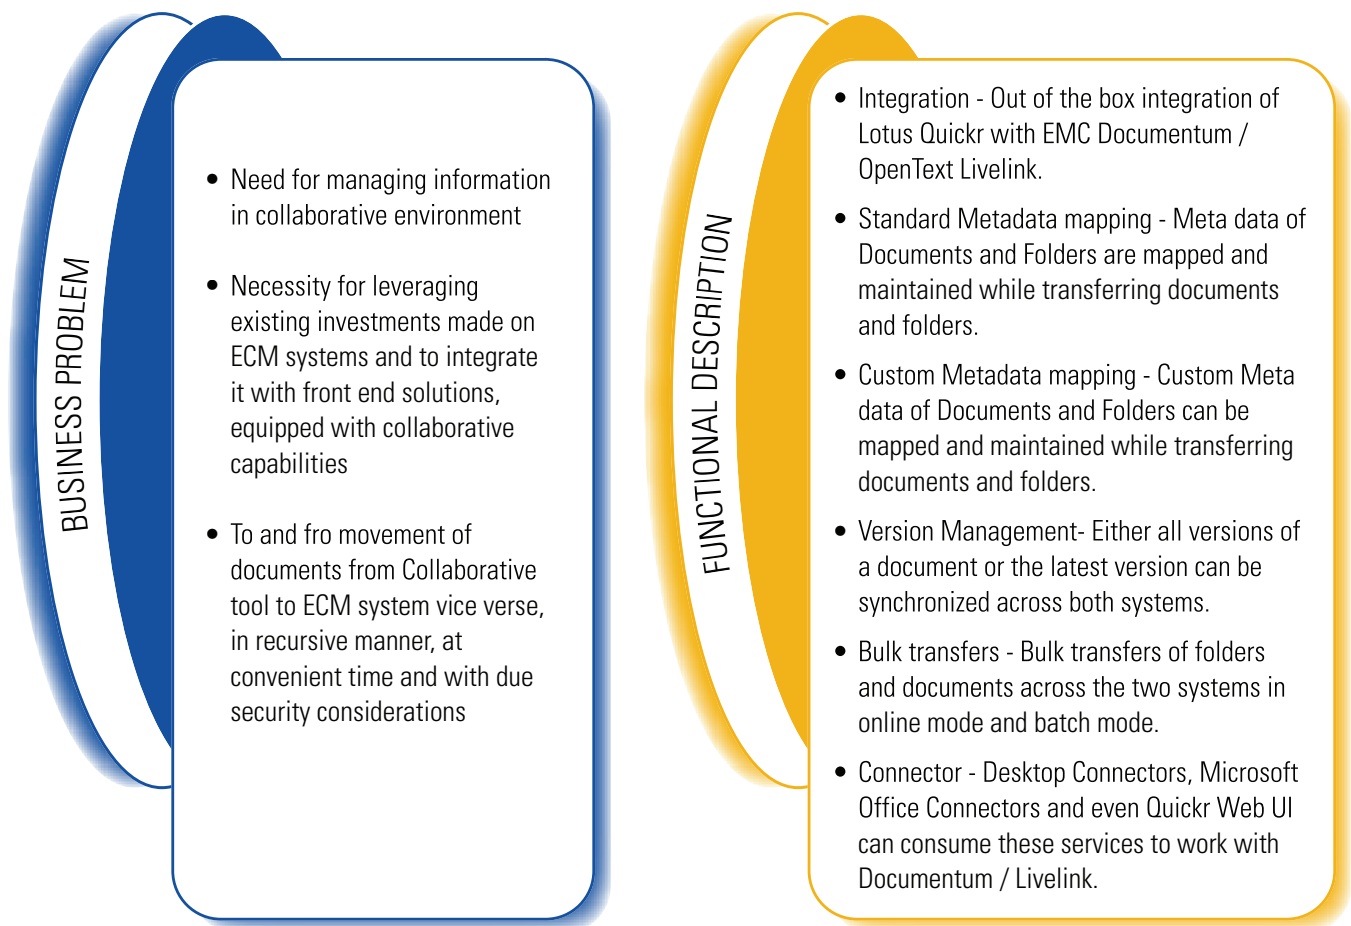 BUSINESS PROBLEM
• Need for managing information
in collaborative environment
• Necessity for leveraging
existing investments made on
ECM systems and to integrate
it with front end solutions,
equipped with collaborative
capabilities
• To and fro movement of
documents from Collaborative
tool to ECM system vice verse,
in recursive manner, at
convenient time and with due
security considerations
FUNCTIONAL DESCRIPTION
• Integration - Out of the box integration of
Lotus Quickr with EMC Documentum /
OpenText Livelink.
• Standard Metadata mapping - Meta data of
Documents and Folders are mapped and
maintained while transferring documents
and folders.
• Custom Metadata mapping - Custom Meta
data of Documents and Folders can be
mapped and maintained while transferring
documents and folders.
• Version Management- Either all versions of
a document or the latest version can be
synchronized across both systems.
• Bulk transfers - Bulk transfers of folders
and documents across the two systems in
online mode and batch mode.
• Connector - Desktop Connectors, Microsoft
Office Connectors and even Quickr Web UI
can consume these services to work with
Documentum / Livelink.